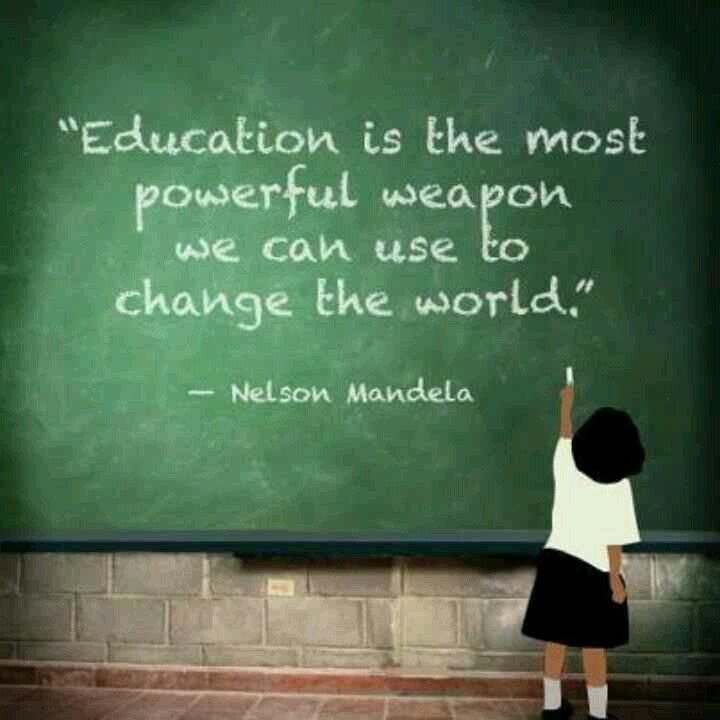 “Education is the most
powerful weapon
we can use to
change the world.”
— Nelson Mandela